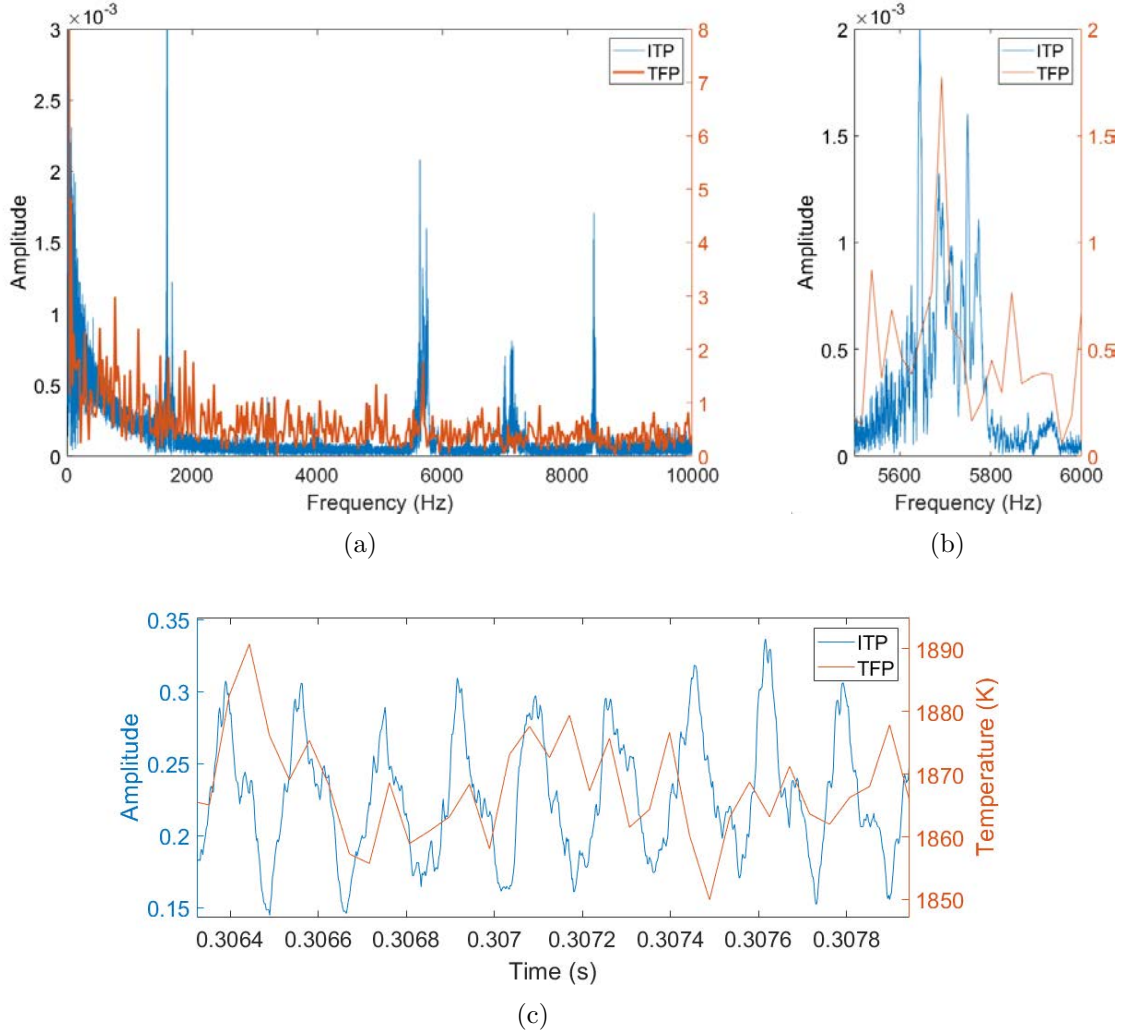 ×10⁻³
3
2.5
2
1.5
1
0.5
0
Amplitude
8
7
6
5
4
3
2
1
0
ITP
TFP
0 2000 4000 6000 8000 10000
Frequency (Hz)
(a)
×10⁻³
2
1.5
1
0.5
0
Amplitude
2
1.5
1
0.5
0
ITP
TFP
5600 5800 6000
Frequency (Hz)
(b)
0.35
0.3
0.25
0.2
0.15
Amplitude
ITP
TFP
1890
1880
1870
1860
1850
Temperature (K)
0.3064 0.3066 0.3068 0.307 0.3072 0.3074 0.3076 0.3078
Time (s)
(c)